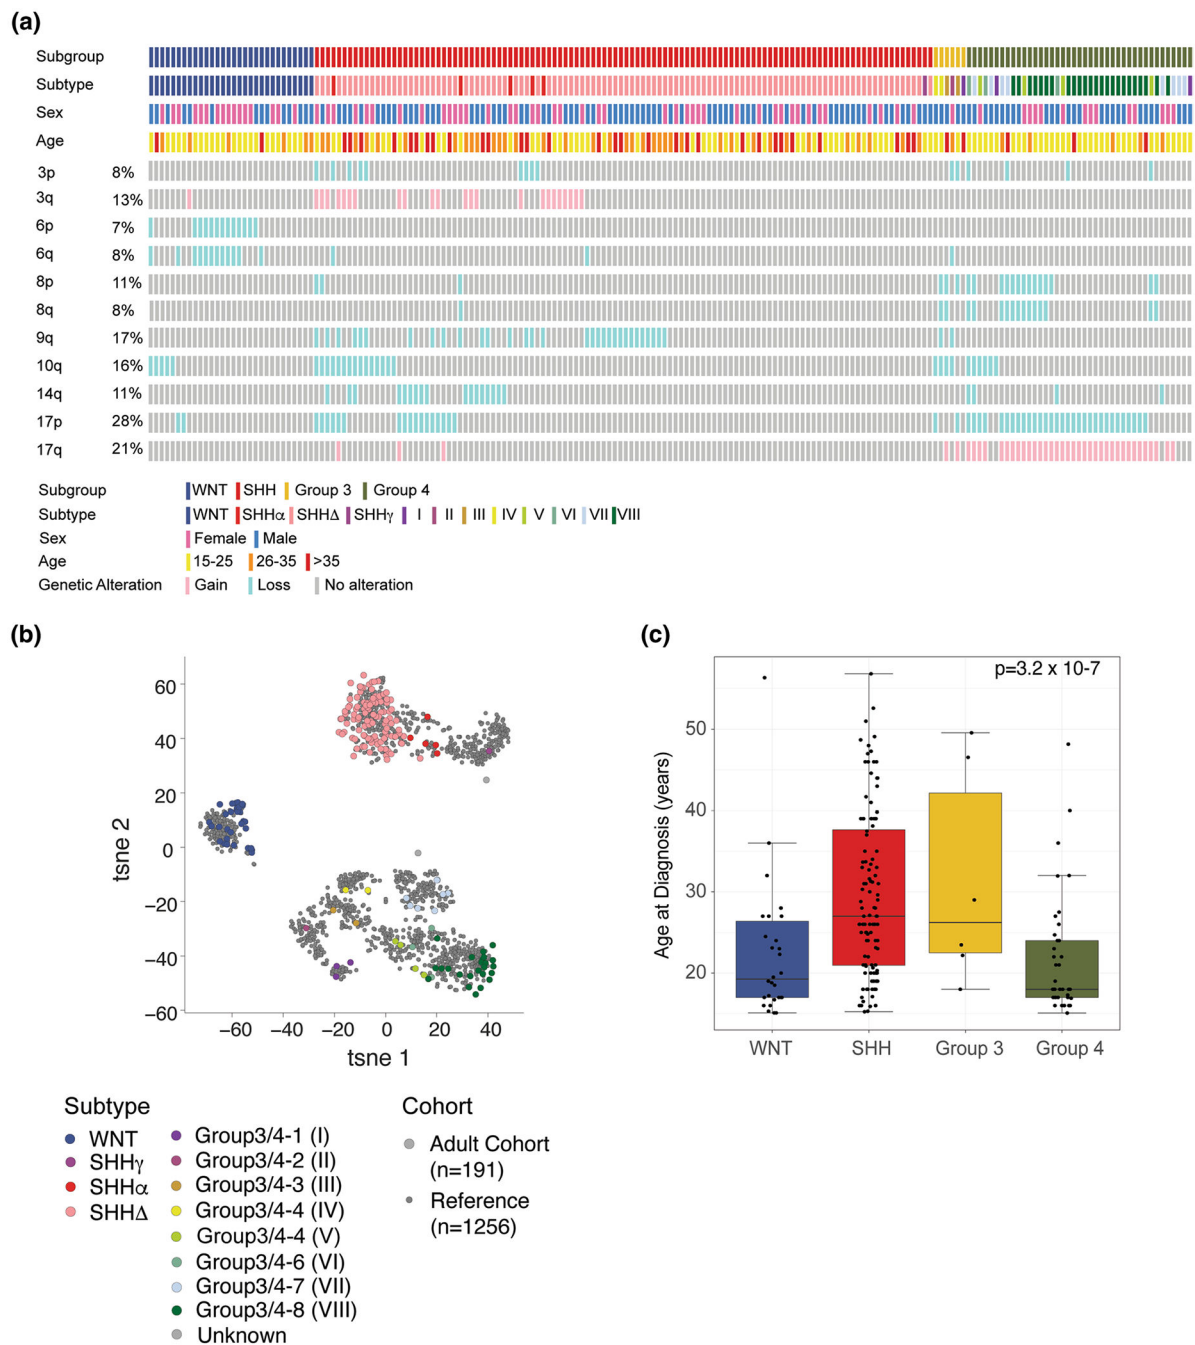 (a)
Subgroup
Subtype
Sex
Age
3p 8%
3q 13%
6p 7%
6q 8%
8p 11%
8q 8%
9q 17%
10q 16%
14q 11%
17p 28%
17q 21%
Subgroup WNT SHH Group 3 Group 4
Subtype WNT SHHα SHHΔ SHHγ I II III IV V VI VII VIII
Sex Female Male
Age 15-25 26-35 >35
Genetic Alteration Gain Loss No alteration
(b)
tsne 2
60
40
20
0
−20
−40
−60
−60 −40 −20 0 20 40
tsne 1
Subtype
WNT
SHHγ
SHHα
SHHΔ
Group3/4-1 (I)
Group3/4-2 (II)
Group3/4-3 (III)
Group3/4-4 (IV)
Group3/4-4 (V)
Group3/4-6 (VI)
Group3/4-7 (VII)
Group3/4-8 (VIII)
Unknown
Cohort
Adult Cohort
(n=191)
Reference
(n=1256)
(c)
p=3.2 x 10-7
Age at Diagnosis (years)
50
40
30
20
WNT SHH Group 3 Group 4